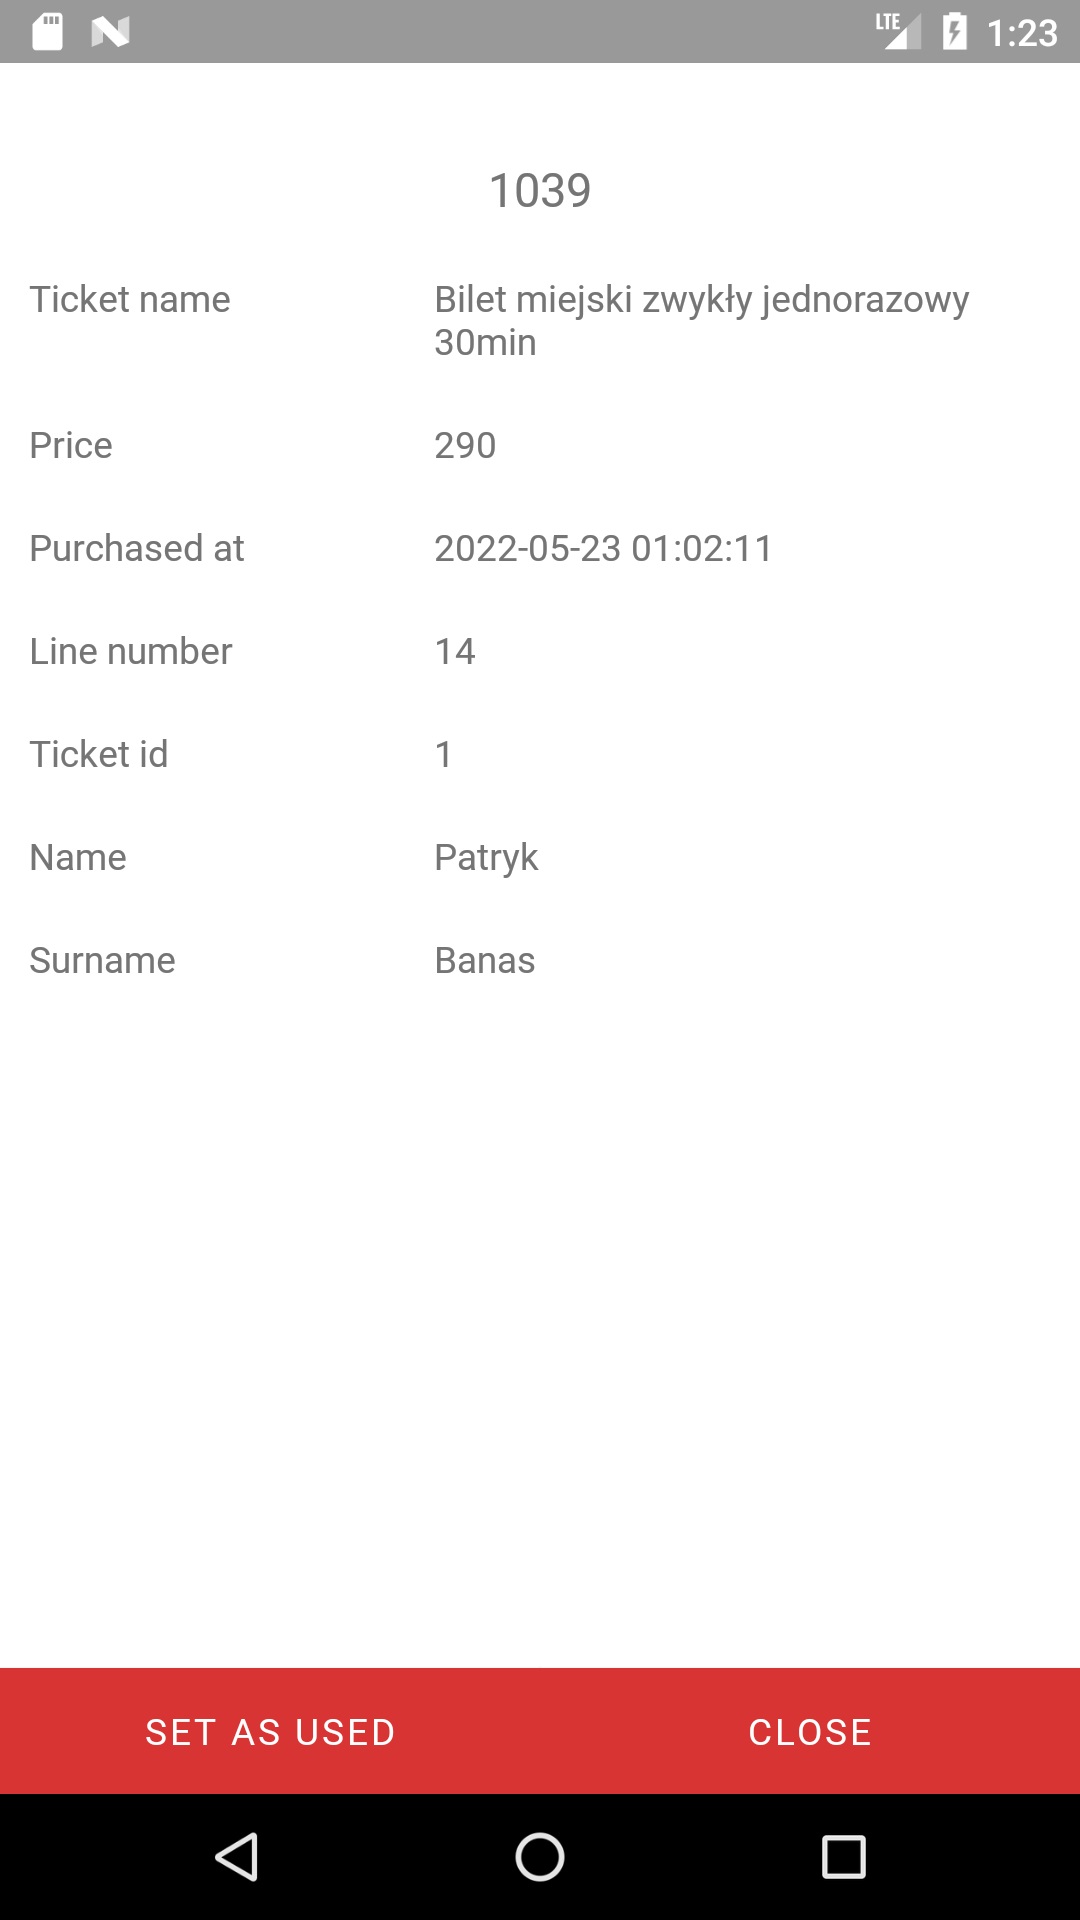 LTE 1:23
1039
Ticket name Bilet miejski zwykły jednorazowy
30min
Price 290
Purchased at 2022-05-23 01:02:11
Line number 14
Ticket id 1
Name Patryk
Surname Banas
SET AS USED CLOSE